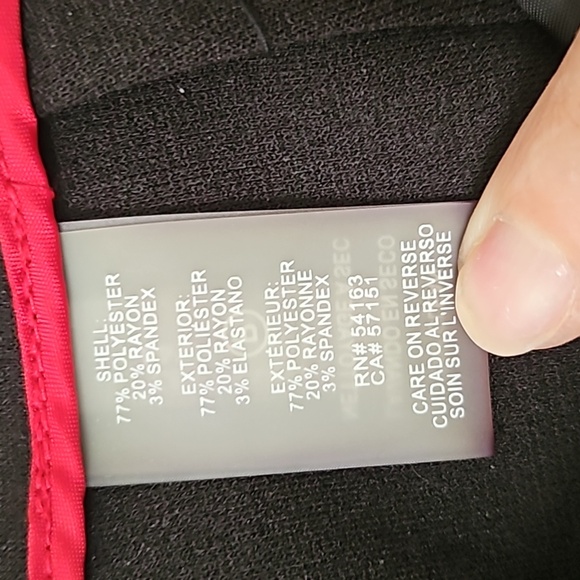 SHELL:
77% POLYESTER
20% RAYON
3% SPANDEX
EXTERIOR:
77% POLIÉSTER
20% RAYON
3% ELASTANO
EXTÉRIEUR:
77% POLYESTER
20% RAYONNE
3% SPANDEX
RN# 54163
CA# 57151
CARE ON REVERSE
CUIDADO AL REVERSO
SOIN SUR L'INVERSE